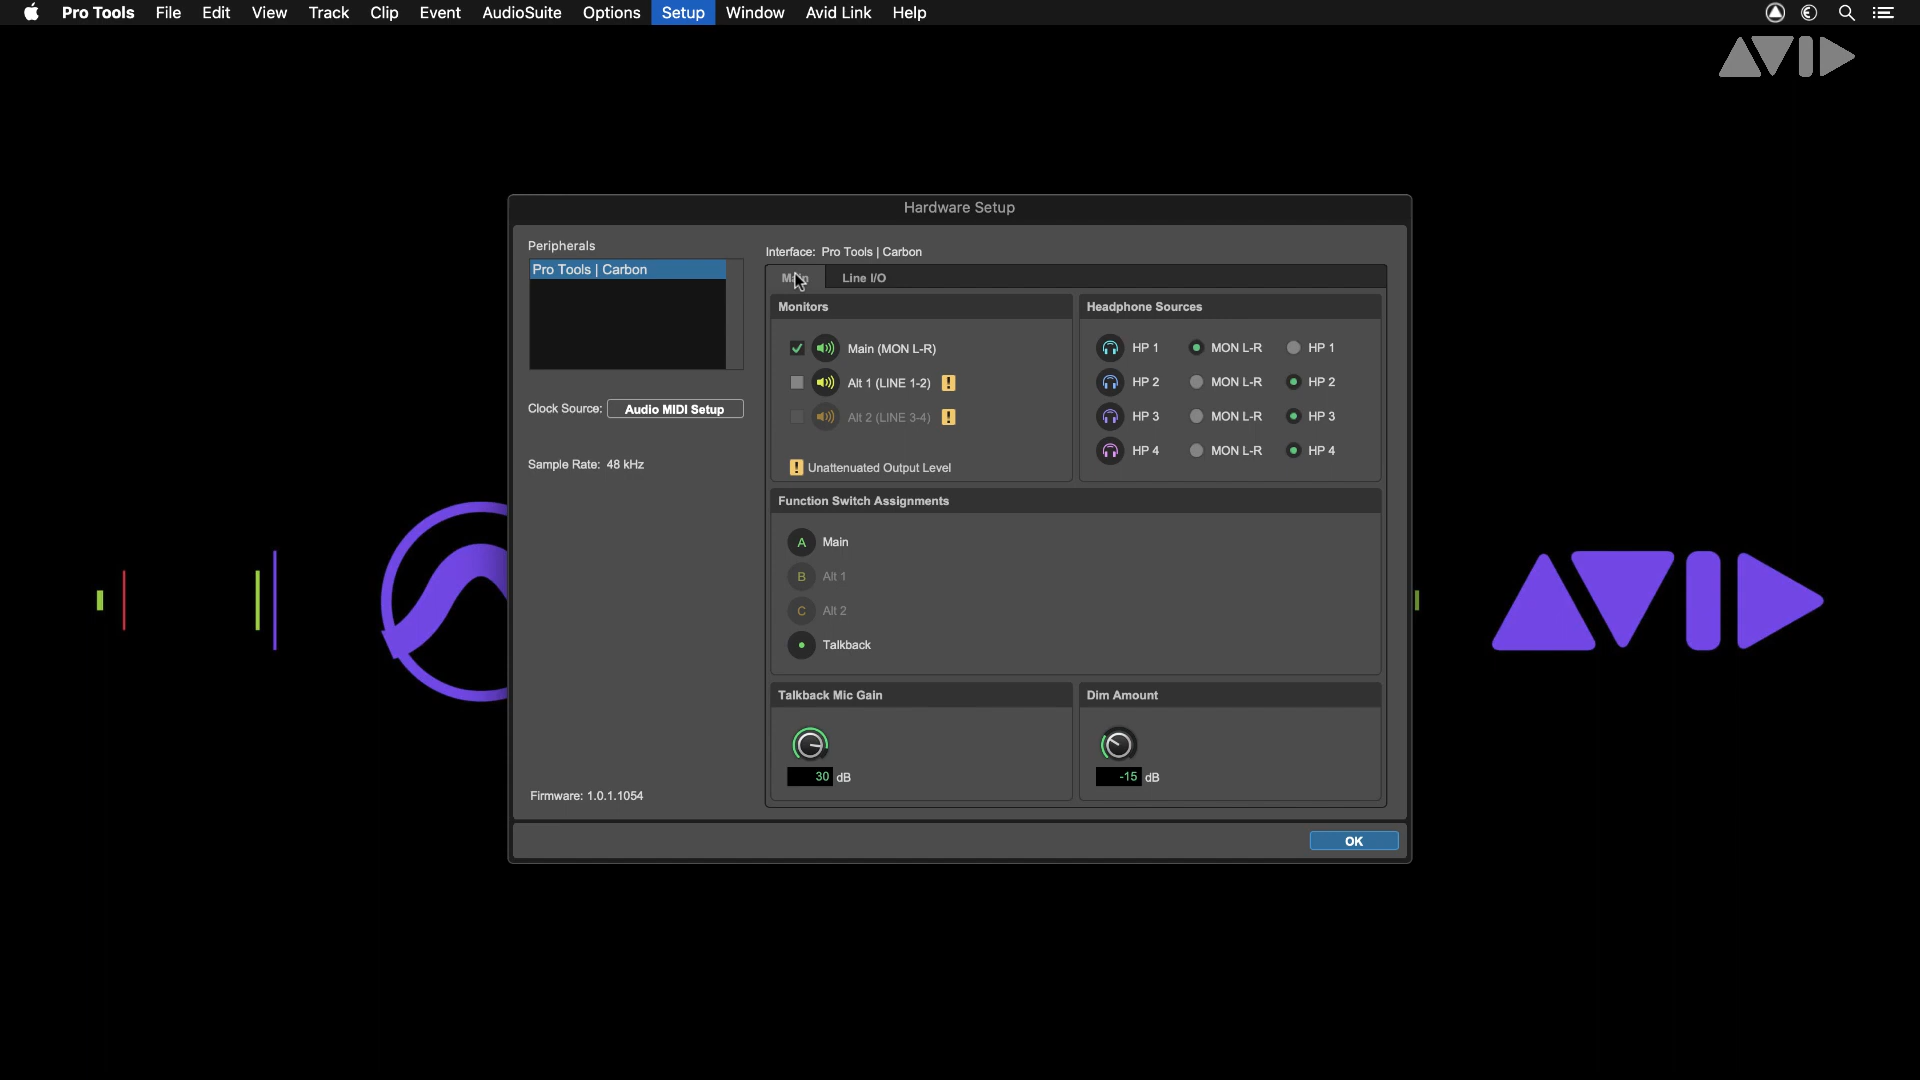 Pro Tools File Edit View Track Clip Event AudioSuite Options Setup Window Avid Link Help
AVID
Hardware Setup
Peripherals
Pro Tools | Carbon
Clock Source: Audio MIDI Setup
Sample Rate: 48 kHz
Firmware: 1.0.1.1054
Interface: Pro Tools | Carbon
Main Line I/O
Monitors
Main (MON L-R)
Alt 1 (LINE 1-2) !
Alt 2 (LINE 3-4) !
! Unattenuated Output Level
Headphone Sources
HP 1 MON L-R HP 1
HP 2 MON L-R HP 2
HP 3 MON L-R HP 3
HP 4 MON L-R HP 4
Function Switch Assignments
A Main
B Alt 1
C Alt 2
Talkback
Talkback Mic Gain
30 dB
Dim Amount
-15 dB
OK
AVID